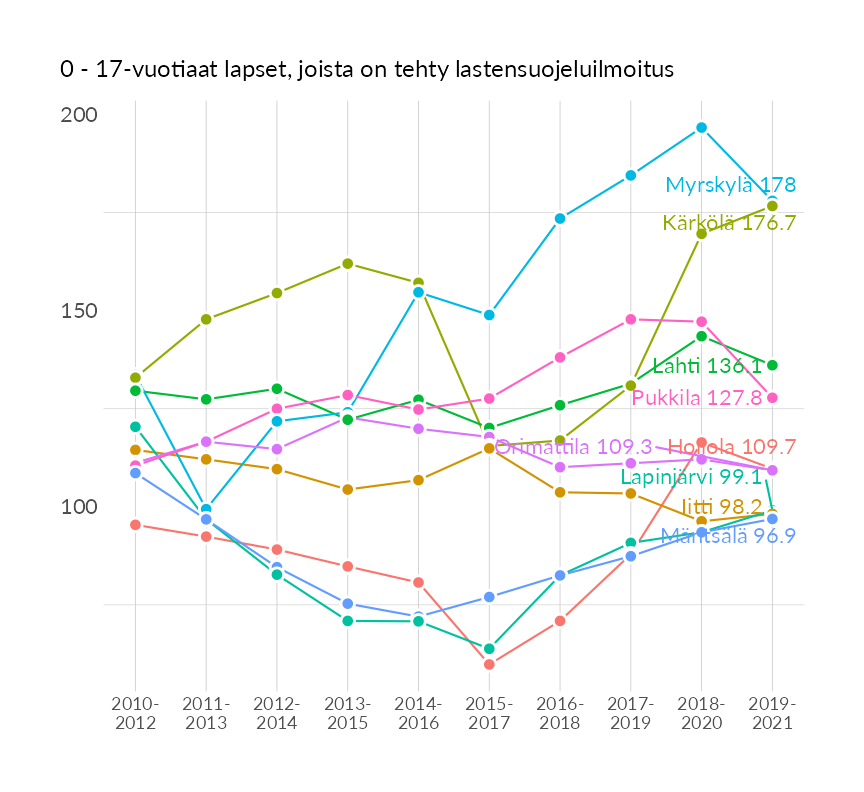 0 - 17-vuotiaat lapset, joista on tehty lastensuojeluilmoitus
200
Myrskylä 178
Kärkölä 176.7
150
Lahti 136.1
Pukkila 127.8
Orimattila 109.3 Hollola 109.7
Lapinjärvi 99.1
100
Iitti 98.2
Mäntsälä 96.9
2010- 2011- 2012- 2013- 2014- 2015- 2016- 2017- 2018- 2019-
2012 2013 2014 2015 2016 2017 2018 2019 2020 2021